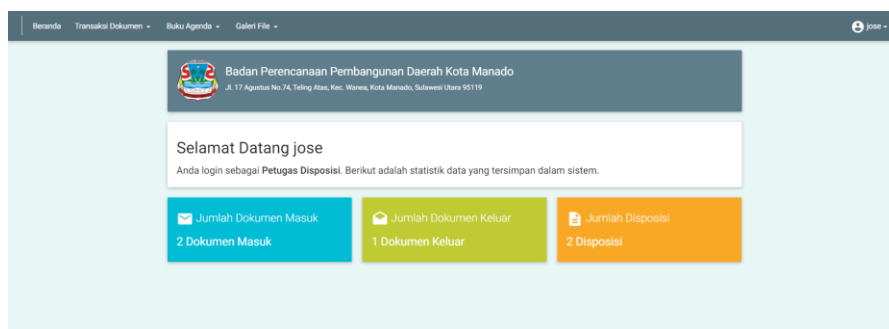 Beranda Transaksi Dokumen Buku Agenda Galeri File jose
Badan Perencanaan Pembangunan Daerah Kota Manado
Jl. 17 Agustus No.74, Teling Atas, Kec. Wanea, Kota Manado, Sulawesi Utara 95119
Selamat Datang jose
Anda login sebagai Petugas Disposisi. Berikut adalah statistik data yang tersimpan dalam sistem.
Jumlah Dokumen Masuk
2 Dokumen Masuk
Jumlah Dokumen Keluar
1 Dokumen Keluar
Jumlah Disposisi
2 Disposisi